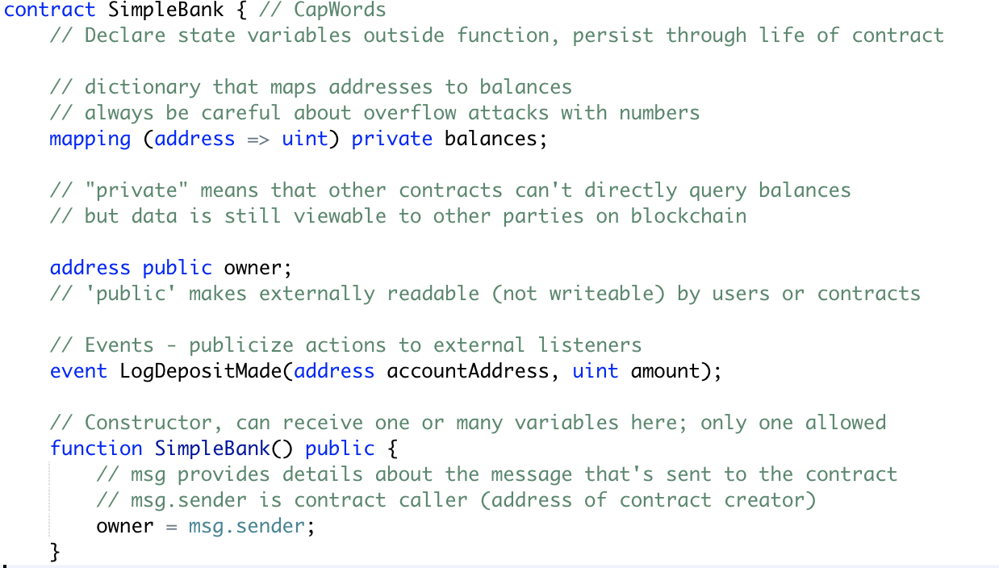 contract SimpleBank { // CapWords
// Declare state variables outside function, persist through life of contract
// dictionary that maps addresses to balances
// always be careful about overflow attacks with numbers
mapping (address => uint) private balances;
// "private" means that other contracts can't directly query balances
// but data is still viewable to other parties on blockchain
address public owner;
// 'public' makes externally readable (not writeable) by users or contracts
// Events - publicize actions to external listeners
event LogDepositMade(address accountAddress, uint amount);
// Constructor, can receive one or many variables here; only one allowed
function SimpleBank() public {
// msg provides details about the message that's sent to the contract
// msg.sender is contract caller (address of contract creator)
owner = msg.sender;
}